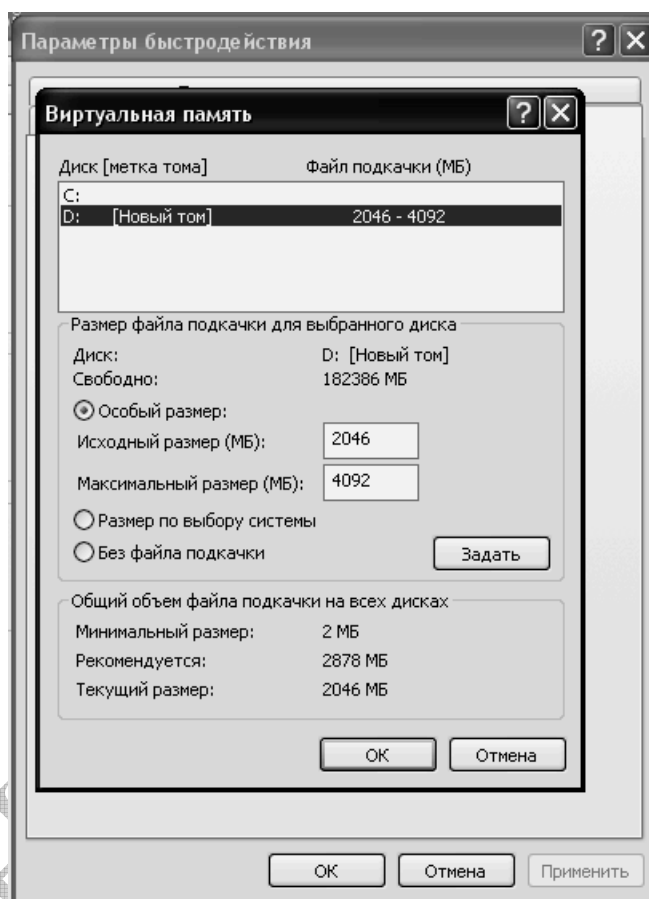 Параметры быстродействия
Виртуальная память
Диск [метка тома] Файл подкачки (МБ)
C:
D: [Новый том] 2046 - 4092
Размер файла подкачки для выбранного диска
Диск: D: [Новый том]
Свободно: 182386 МБ
Особый размер:
Исходный размер (МБ): 2046
Максимальный размер (МБ): 4092
Размер по выбору системы
Без файла подкачки
Задать
Общий объем файла подкачки на всех дисках
Минимальный размер: 2 МБ
Рекомендуется: 2878 МБ
Текущий размер: 2046 МБ
ОК Отмена
ОК Отмена Применить